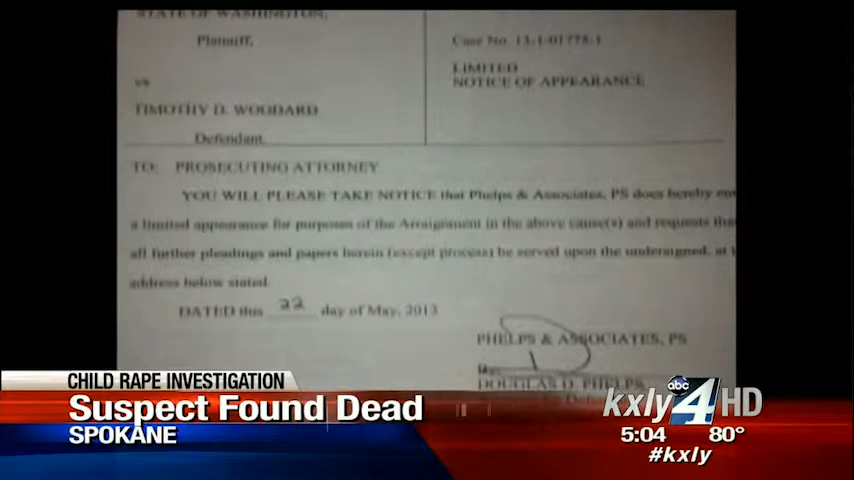 STATE OF WASHINGTON,
Plaintiff,
vs
TIMOTHY D. WOODARD
Defendant.
Case No. 13-1-01775-1
LIMITED
NOTICE OF APPEARANCE
TO: PROSECUTING ATTORNEY
YOU WILL PLEASE TAKE NOTICE that Phelps & Associates, PS does hereby
a limited appearance for purposes of the Arraignment in the above cause(s) and requests
all further pleadings and papers herein (except process) be served upon the undersigned, at
address below stated.
DATED this 22 day of May, 2013
PHELPS & ASSOCIATES, PS
By:
DOUGLAS D. PHELPS
CHILD RAPE INVESTIGATION
Suspect Found Dead
SPOKANE
kxly abc 4 HD
5:04 80°
#kxly